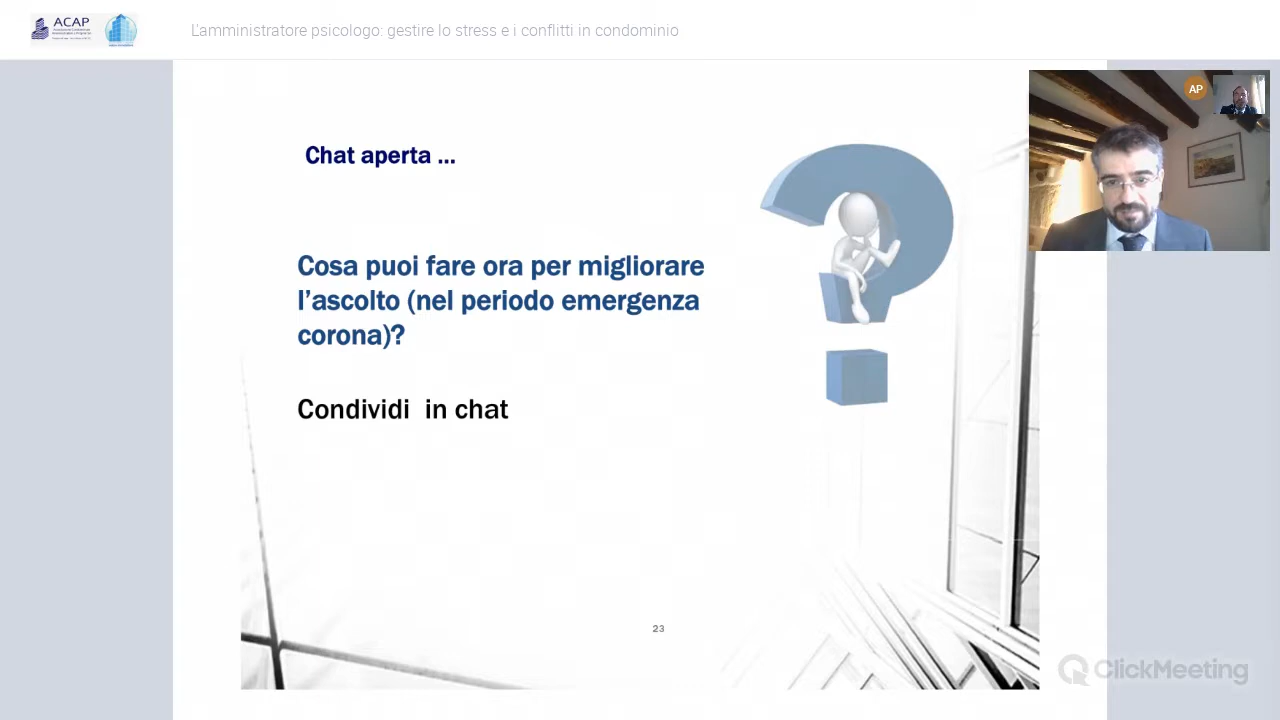 ACAP
L'amministratore psicologo: gestire lo stress e i conflitti in condominio
AP
Chat aperta ...
Cosa puoi fare ora per migliorare
l'ascolto (nel periodo emergenza
corona)?
Condividi in chat
23
ClickMeeting